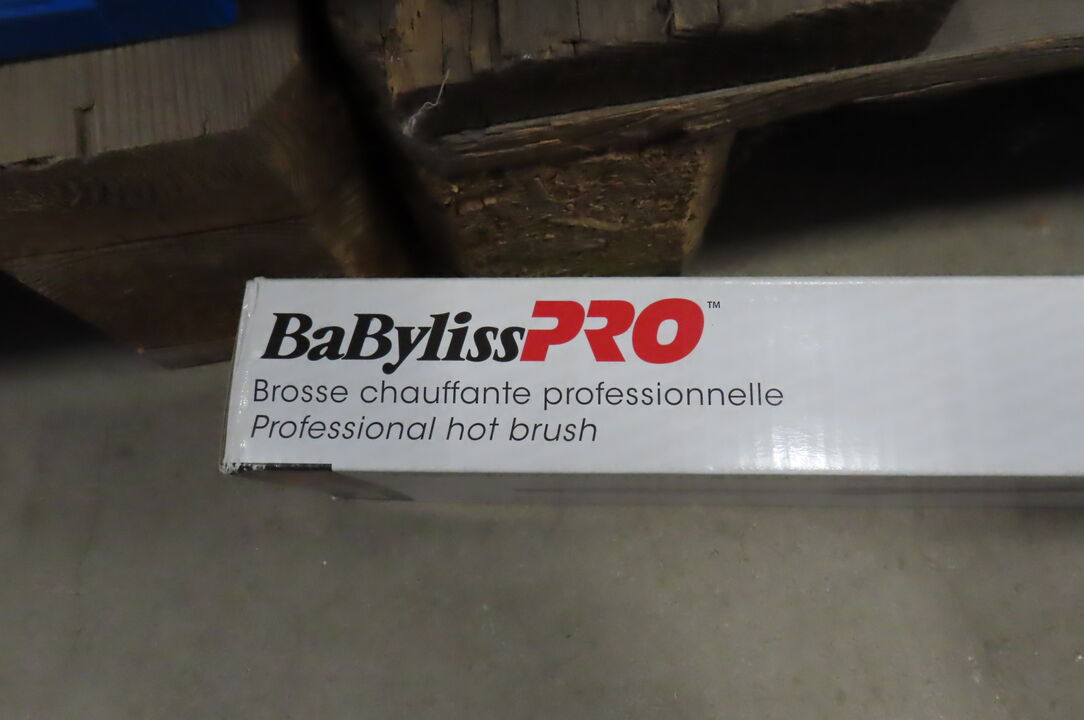 BaBylissPRO™
Brosse chauffante professionnelle
Professional hot brush